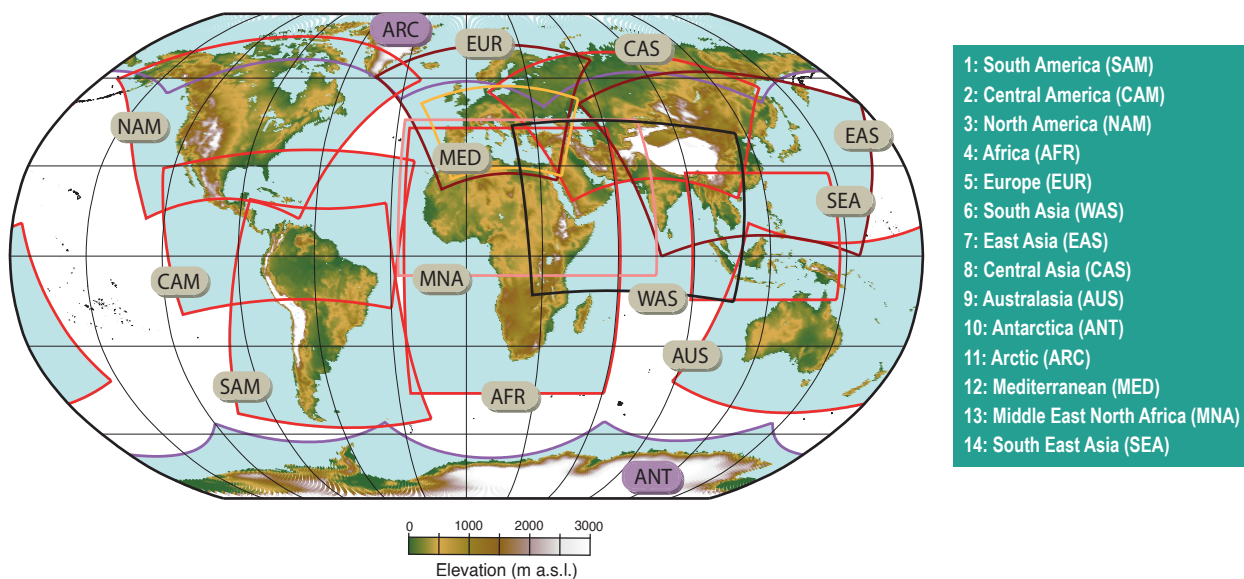 ARC
EUR
CAS
NAM
EAS
MED
SEA
CAM
MNA
WAS
AUS
SAM
AFR
ANT
0 1000 2000 3000
Elevation (m a.s.l.)
1: South America (SAM)
2: Central America (CAM)
3: North America (NAM)
4: Africa (AFR)
5: Europe (EUR)
6: South Asia (WAS)
7: East Asia (EAS)
8: Central Asia (CAS)
9: Australasia (AUS)
10: Antarctica (ANT)
11: Arctic (ARC)
12: Mediterranean (MED)
13: Middle East North Africa (MNA)
14: South East Asia (SEA)